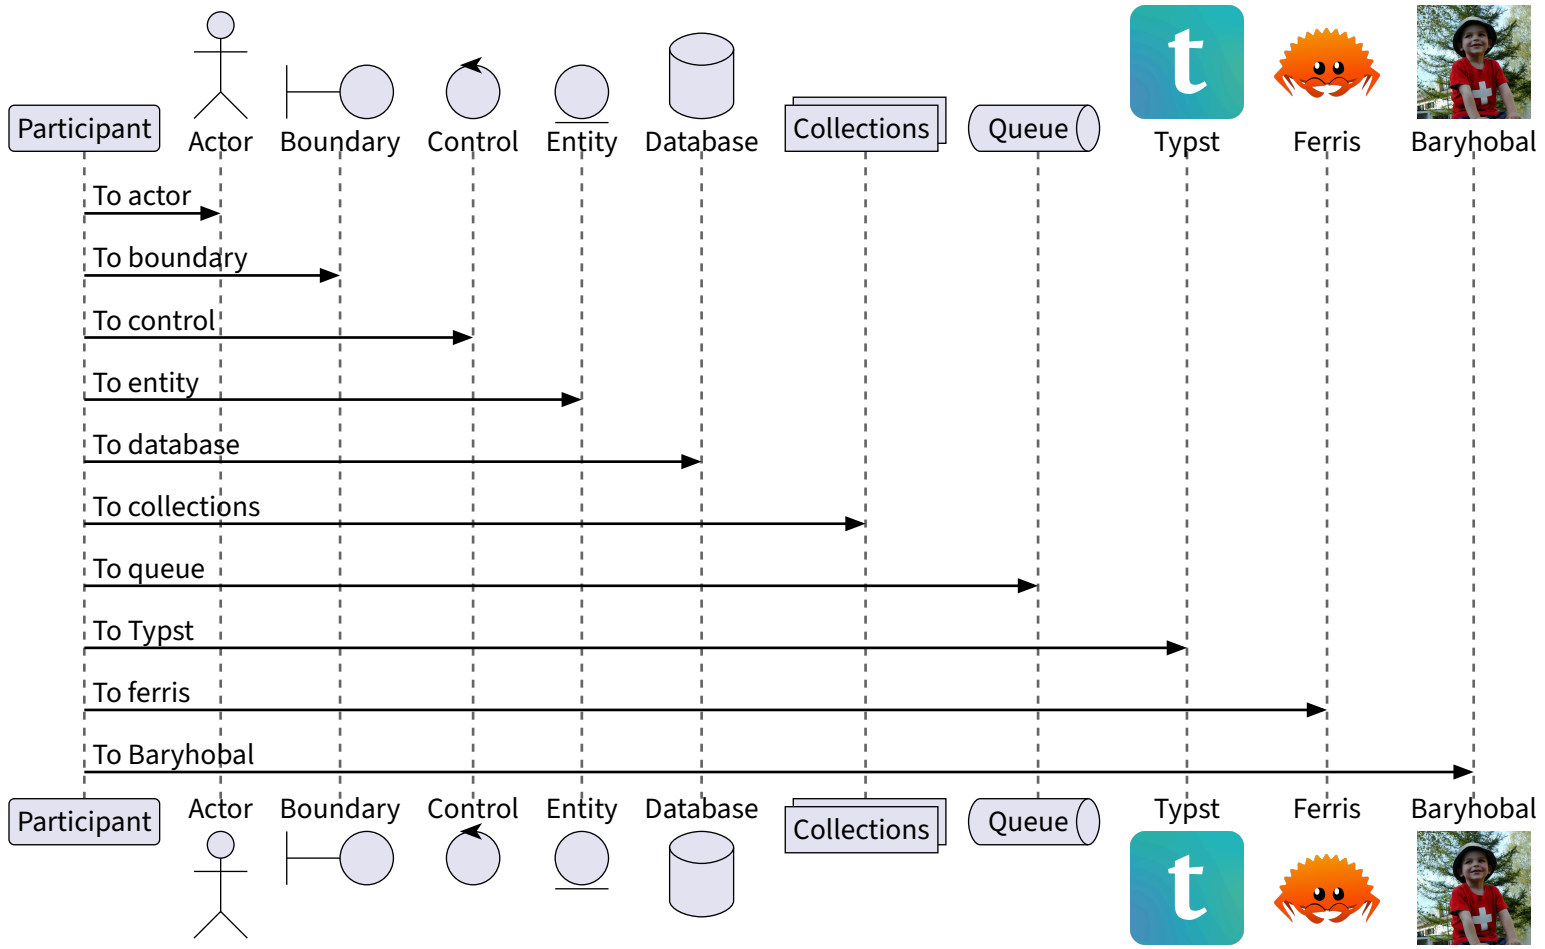 Participant Actor Boundary Control Entity Database Collections Queue t Typst Ferris Baryhobal
To actor
To boundary
To control
To entity
To database
To collections
To queue
To Typst
To ferris
To Baryhobal
Participant Actor Boundary Control Entity Database Collections Queue Typst Ferris Baryhobal
t